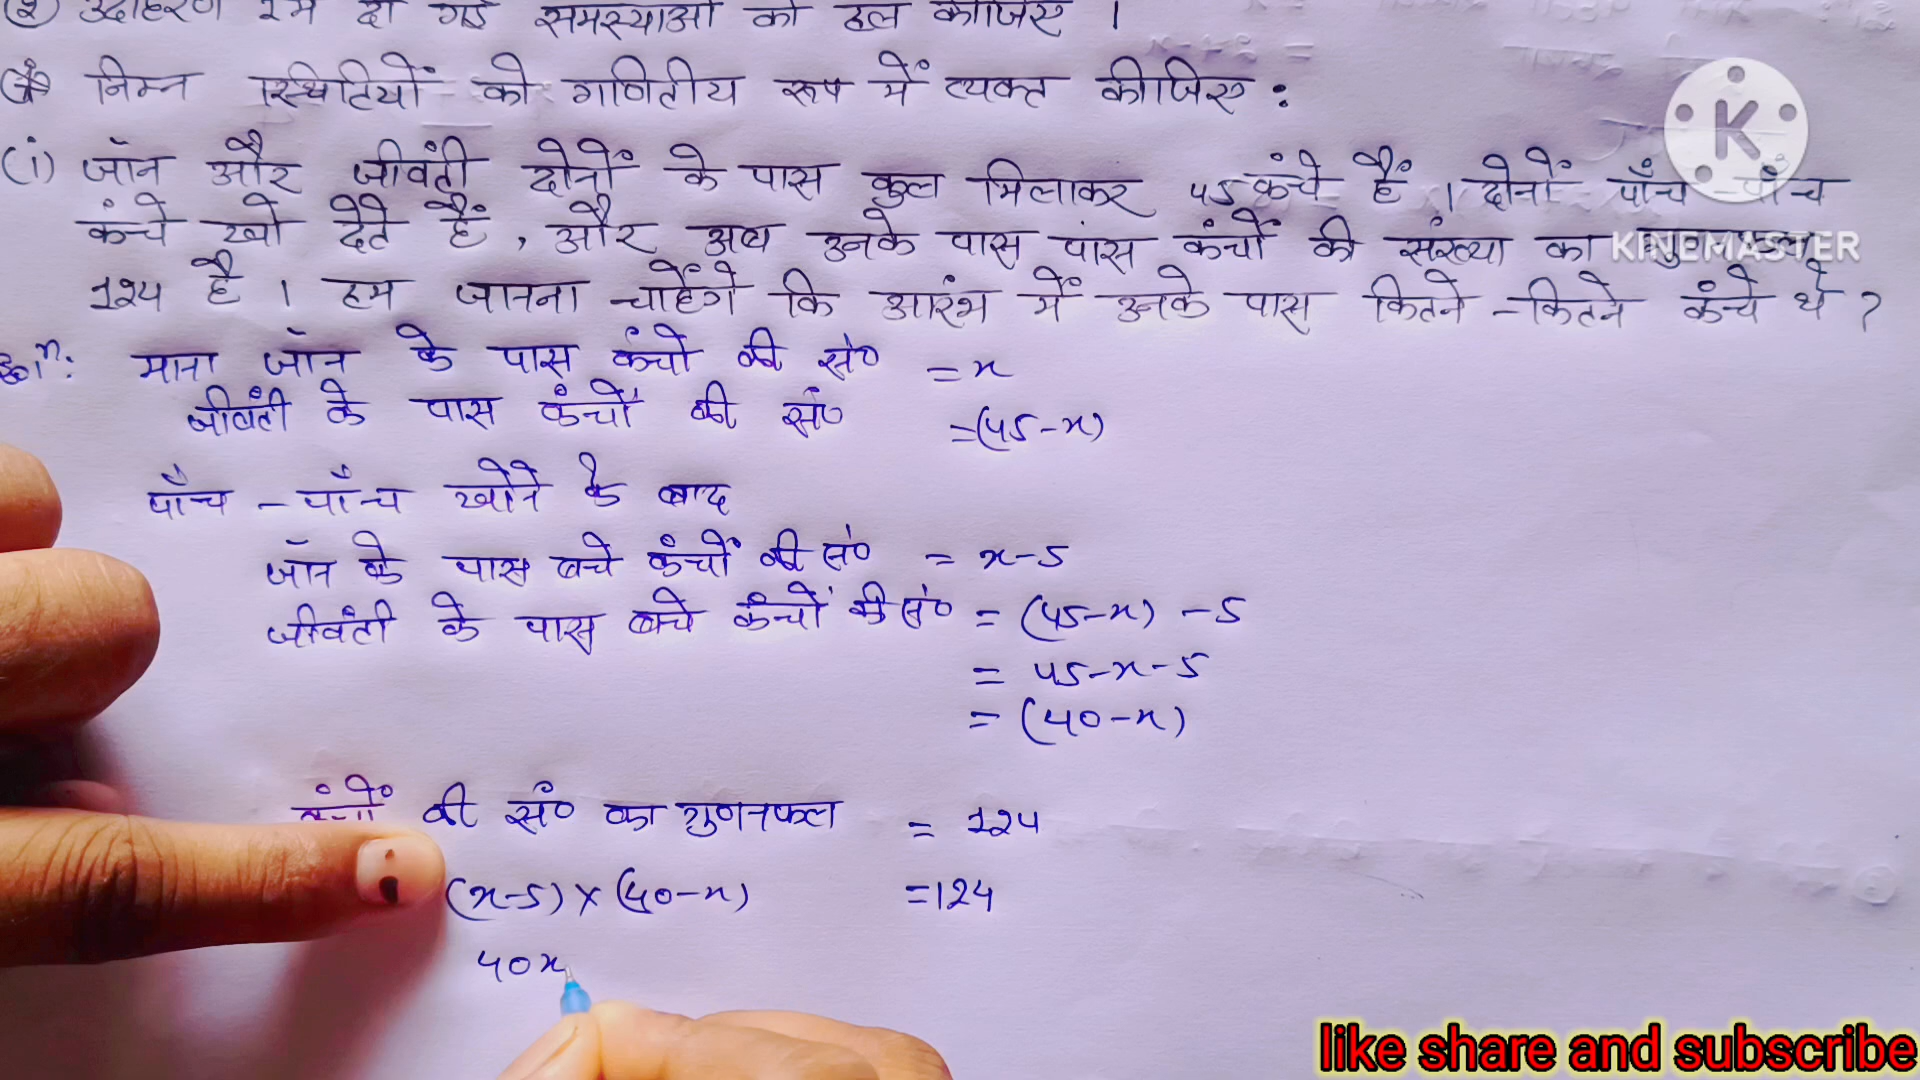 ② उदाहरण 1 में दी गई समस्याओं को हल कीजिए ।
निम्न स्थितियों को गणितीय रूप में व्यक्त कीजिए :
(i) जॉन और जीवंती दोनों के पास कुल मिलाकर 45 कंचे हैं । दोनों पाँच पाँच
कंचे खो देते हैं , और अब उनके पास पांस कंचों की संख्या का गुणनफल
124 है । हम जानना चाहेंगे कि आरंभ में उनके पास कितने - कितने कंचे थे ?
Solⁿ: माना जॉन के पास कंचो की सं० = x
जीवंती के पास कंचों की सं० = (45-x)
पाँच - पाँच खोने के बाद
जॉन के पास बचे कंचों की सं० = x-5
जीवंती के पास बचे कंचों की सं० = (45-x) -5
= 45-x-5
= (40-x)
कंचों की सं० का गुणनफल = 124
(x-5) × (40-x) = 124
40x
K
KINEMASTER
like share and subscribe